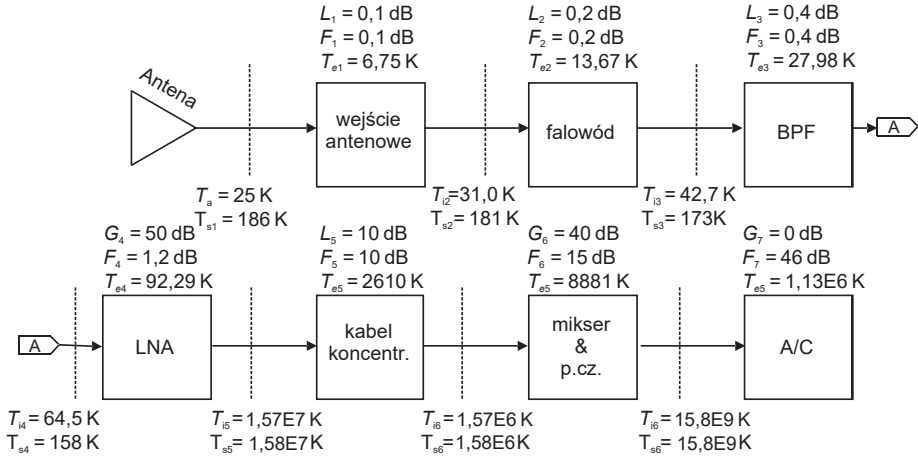 L1 = 0,1 dB
F1 = 0,1 dB
Te1 = 6,75 K
L2 = 0,2 dB
F2 = 0,2 dB
Te2 = 13,67 K
L3 = 0,4 dB
F3 = 0,4 dB
Te3 = 27,98 K
Antena
wejście
antenowe
falowód
BPF
A
Ta = 25 K
Ts1 = 186 K
Ti2=31,0 K
Ts2 = 181 K
Ti3 = 42,7 K
Ts3 = 173K
G4 = 50 dB
F4 = 1,2 dB
Te4 = 92,29 K
L5 = 10 dB
F5 = 10 dB
Te5 = 2610 K
G6 = 40 dB
F6 = 15 dB
Te5 = 8881 K
G7 = 0 dB
F7 = 46 dB
Te5 = 1,13E6 K
A
LNA
kabel
koncentr.
mikser
&
p.cz.
A/C
Ti4 = 64,5 K
Ts4 = 158 K
Ti5 = 1,57E7 K
Ts5 = 1,58E7 K
Ti6 = 1,57E6 K
Ts6 = 1,58E6 K
Ti6 = 15,8E9 K
Ts6 = 15,8E9 K